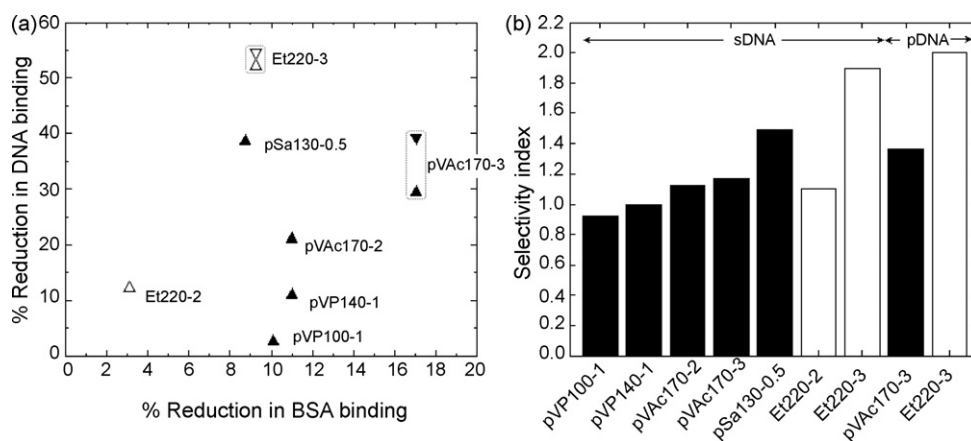 (a)
% Reduction in DNA binding
60
50
40
30
20
10
0
Et220-3
pSa130-0.5
pVAc170-3
pVAc170-2
Et220-2
pVP140-1
pVP100-1
0 2 4 6 8 10 12 14 16 18 20
% Reduction in BSA binding
(b)
Selectivity index
2.2
2.0
1.8
1.6
1.4
1.2
1.0
0.8
0.6
0.4
0.2
0.0
sDNA
pDNA
pVP100-1
pVP140-1
pVAc170-2
pVAc170-3
pSa130-0.5
Et220-2
Et220-3
pVAc170-3
Et220-3